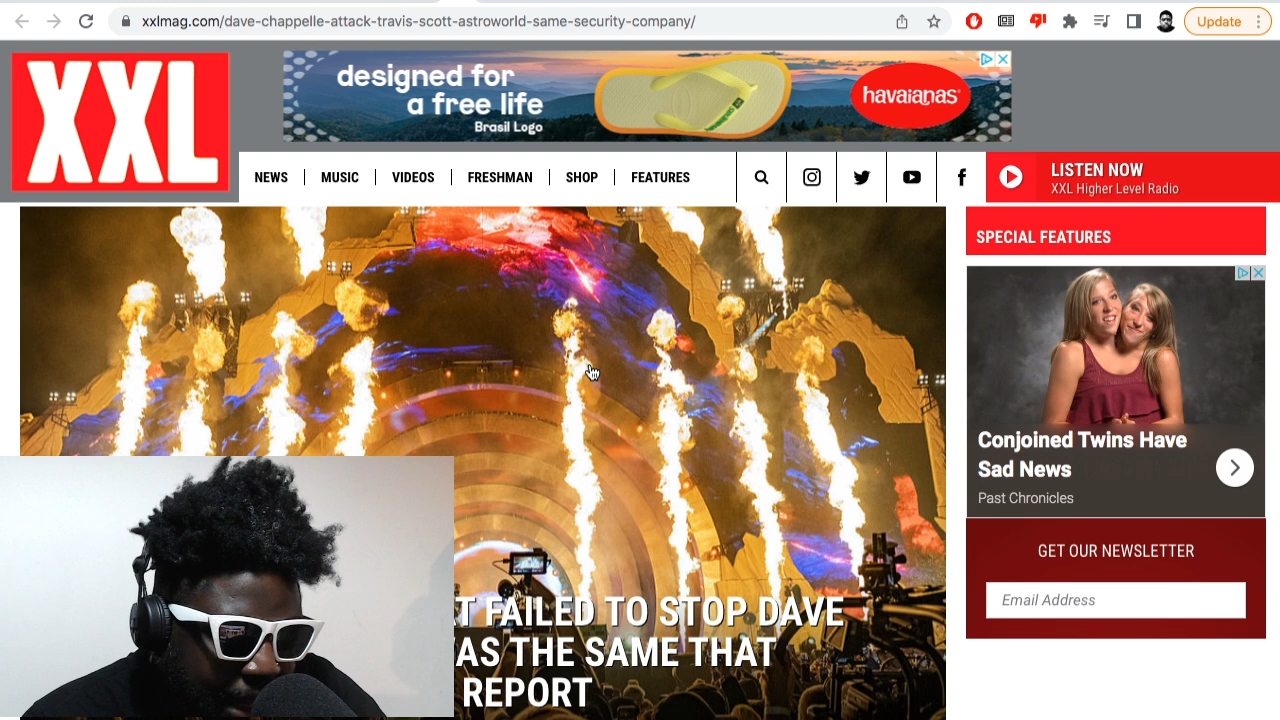 xxlmag.com/dave-chappelle-attack-travis-scott-astroworld-same-security-company/
Update
XXL
designed for
a free life
Brasil Logo
havaianas
NEWS
MUSIC
VIDEOS
FRESHMAN
SHOP
FEATURES
LISTEN NOW
XXL Higher Level Radio
SPECIAL FEATURES
Conjoined Twins Have
Sad News
Past Chronicles
GET OUR NEWSLETTER
Email Address
T FAILED TO STOP DAVE
AS THE SAME THAT
REPORT